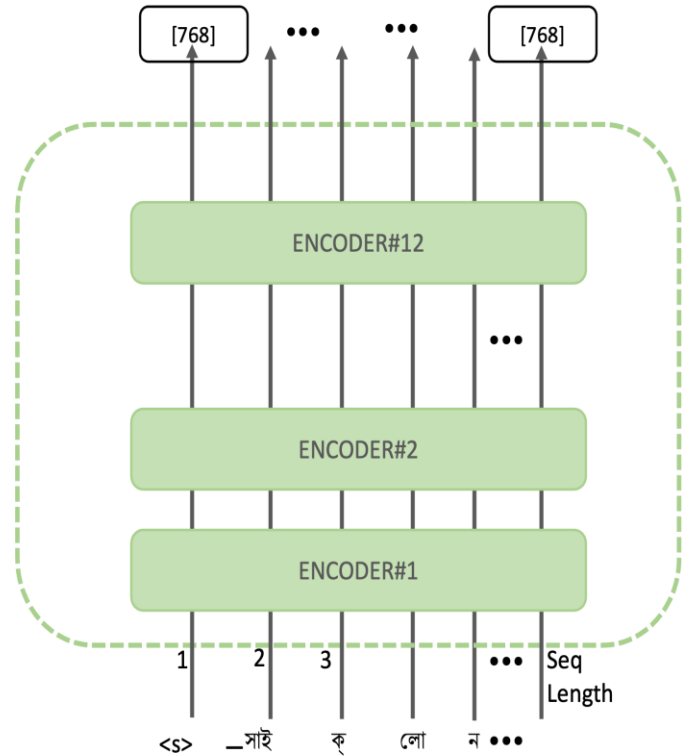 [768] ••• ••• [768]
ENCODER#12
•••
ENCODER#2
ENCODER#1
1 2 3 ••• Seq
Length
<s> _সাই ক্ লো ন •••